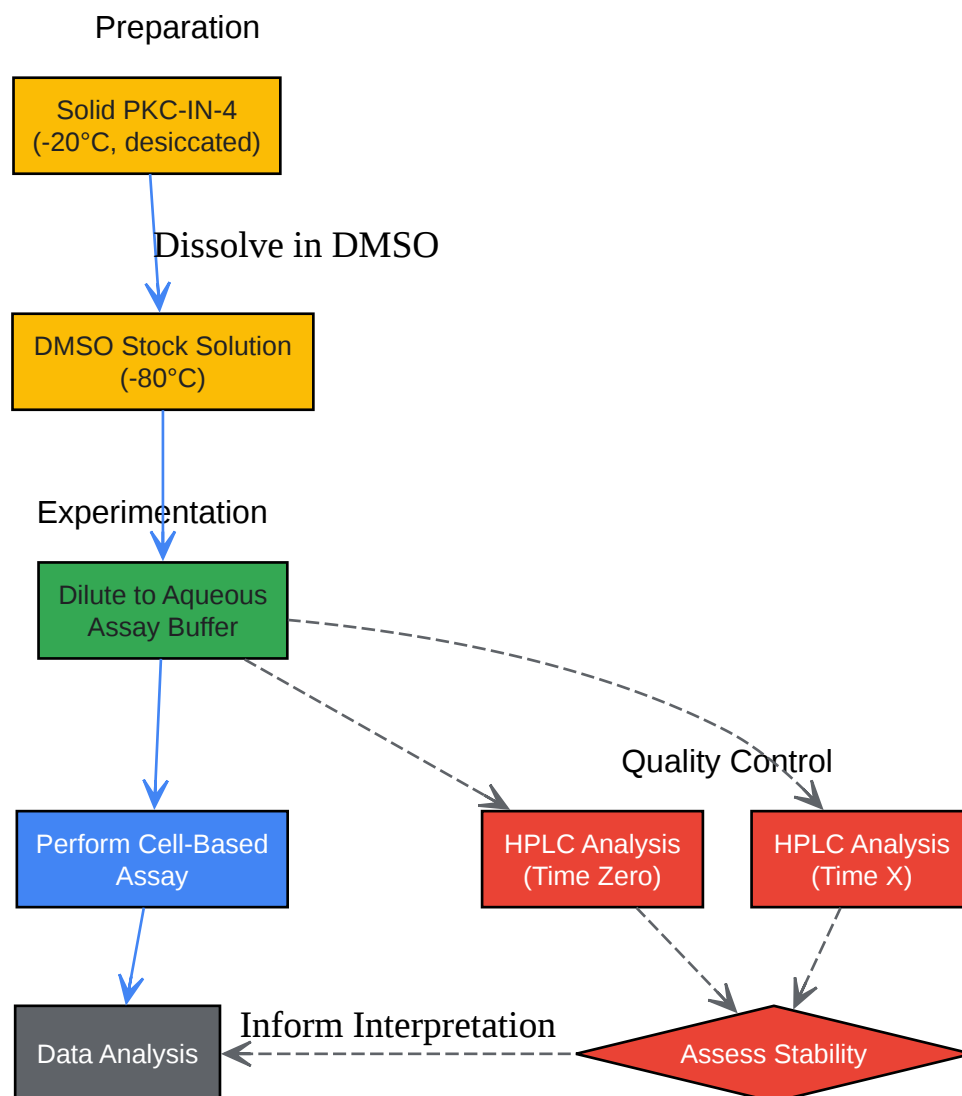 Preparation
Solid PKC-IN-4
(-20°C, desiccated)
Dissolve in DMSO
DMSO Stock Solution
(-80°C)
Experimentation
Dilute to Aqueous
Assay Buffer
Quality Control
Perform Cell-Based
Assay
HPLC Analysis
(Time Zero)
HPLC Analysis
(Time X)
Inform Interpretation
Data Analysis
Assess Stability